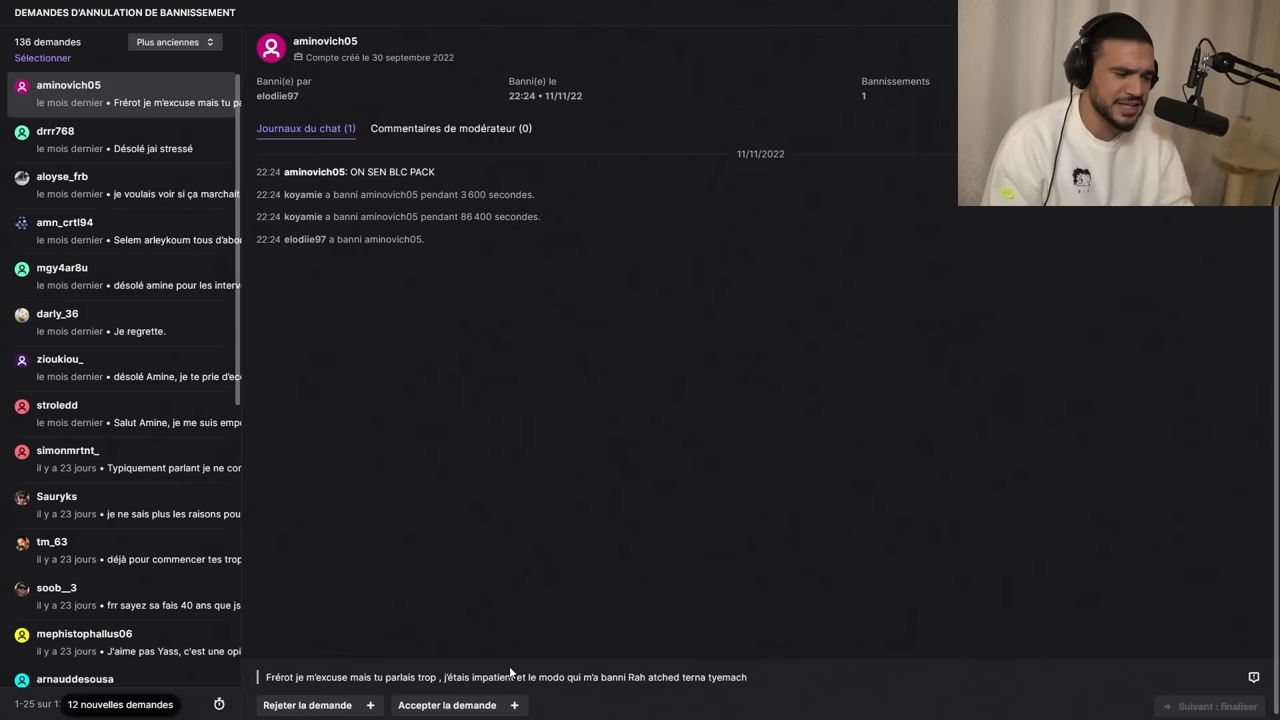 DEMANDES D'ANNULATION DE BANNISSEMENT
136 demandes
Plus anciennes
Sélectionner
aminovich05
le mois dernier • Frérot je m'excuse mais tu pa
drrr768
le mois dernier • Désolé jai stressé
aloyse_frb
le mois dernier • je voulais voir si ça marchait
amn_crtl94
le mois dernier • Selem arleykoum tous d'abo
mgy4ar8u
le mois dernier • désolé amine pour les interv
darly_36
le mois dernier • Je regrette.
zioukiou_
le mois dernier • désolé Amine, je te prie d'ec
stroledd
le mois dernier • Salut Amine, je me suis emp
simonmrtnt_
il y a 23 jours • Typiquement parlant je ne cor
Sauryks
il y a 23 jours • je ne sais plus les raisons pou
tm_63
il y a 23 jours • déjà pour commencer tes trop
soob__3
il y a 23 jours • frr sayez sa fais 40 ans que js
mephistophallus06
il y a 23 jours • J'aime pas Yass, c'est une opi
arnauddesousa
1-25 sur 1
12 nouvelles demandes
aminovich05
Compte créé le 30 septembre 2022
Banni(e) par
elodiie97
Banni(e) le
22:24 • 11/11/22
Bannissements
1
Journaux du chat (1)
Commentaires de modérateur (0)
11/11/2022
22:24 aminovich05: ON SEN BLC PACK
22:24 koyamie a banni aminovich05 pendant 3 600 secondes.
22:24 koyamie a banni aminovich05 pendant 86 400 secondes.
22:24 elodiie97 a banni aminovich05.
Frérot je m'excuse mais tu parlais trop , j'étais impatient et le modo qui m'a banni Rah atched terna tyemach
Rejeter la demande +
Accepter la demande +
Suivant : finaliser